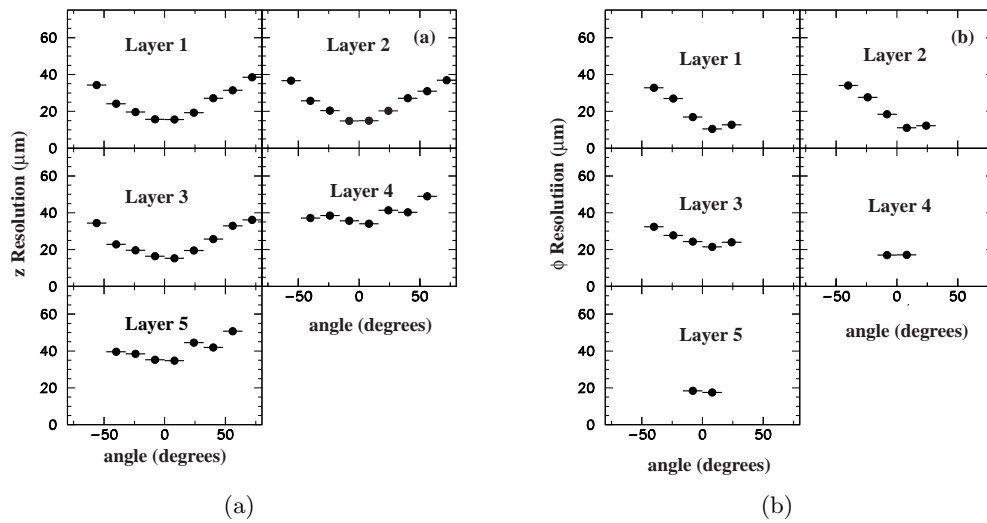 60
40
20
0
60
40
20
0
60
40
20
0
z Resolution (μm)
Layer 1
Layer 2
(a)
Layer 3
Layer 4
Layer 5
−50 0 50
angle (degrees)
−50 0 50
angle (degrees)
(a)
60
40
20
0
60
40
20
0
60
40
20
0
ϕ Resolutiion (μm)
Layer 1
Layer 2
(b)
Layer 3
Layer 4
Layer 5
−50 0 50
angle (degrees)
−50 0 50
angle (degrees)
(b)